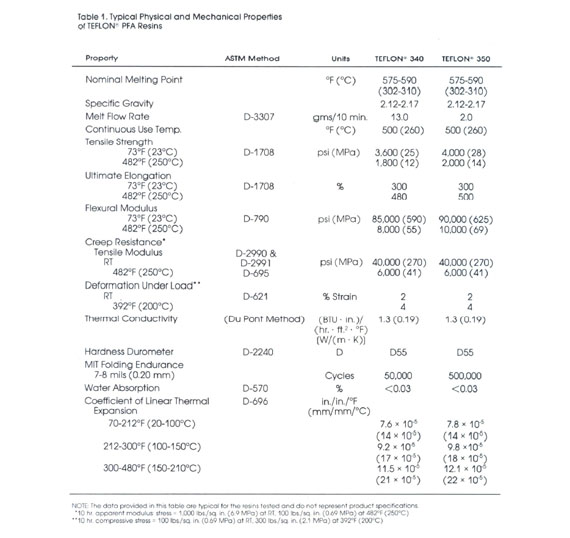 Table 1. Typical Physical and Mechanical Properties
of TEFLON® PFA Resins
Property ASTM Method Units TEFLON® 340 TEFLON® 350
Nominal Melting Point °F (°C) 575-590 575-590
(302-310) (302-310)
Specific Gravity 2.12-2.17 2.12-2.17
Melt Flow Rate D-3307 gms/10 min. 13.0 2.0
Continuous Use Temp. °F (°C) 500 (260) 500 (260)
Tensile Strength
73°F (23°C) D-1708 psi (MPa) 3,600 (25) 4,000 (28)
482°F (250°C) 1,800 (12) 2,000 (14)
Ultimate Elongation
73°F (23°C) D-1708 % 300 300
482°F (250°C) 480 500
Flexural Modulus
73°F (23°C) D-790 psi (MPa) 85,000 (590) 90,000 (625)
482°F (250°C) 8,000 (55) 10,000 (69)
Creep Resistance*
Tensile Modulus D-2990 &
RT D-2991 psi (MPa) 40,000 (270) 40,000 (270)
482°F (250°C) D-695 6,000 (41) 6,000 (41)
Deformation Under Load**
RT D-621 % Strain 2 2
392°F (200°C) 4 4
Thermal Conductivity (Du Pont Method) (BTU · in.)/ 1.3 (0.19) 1.3 (0.19)
(hr. · ft.² · °F)
[W/(m · K)]
Hardness Durometer D-2240 D D55 D55
MIT Folding Endurance
7-8 mils (0.20 mm) Cycles 50,000 500,000
Water Absorption D-570 % <0.03 <0.03
Coefficient of Linear Thermal D-696 in./in./°F
Expansion (mm/mm/°C)
70-212°F (20-100°C) 7.6 × 10⁻⁵ 7.8 × 10⁻⁵
(14 × 10⁻⁵) (14 × 10⁻⁵)
212-300°F (100-150°C) 9.2 × 10⁻⁵ 9.8 × 10⁻⁵
(17 × 10⁻⁵) (18 × 10⁻⁵)
300-480°F (150-210°C) 11.5 × 10⁻⁵ 12.1 × 10⁻⁵
(21 × 10⁻⁵) (22 × 10⁻⁵)
NOTE: The data provided in this table are typical for the resins tested and do not represent product specifications.
*10 hr. apparent modulus: stress = 1,000 lbs./sq. in. (6.9 MPa) at RT, 100 lbs./sq. in. (0.69 MPa) at 482°F (250°C)
**10 hr. compressive stress = 100 lbs./sq. in. (0.69 MPa) at RT, 300 lbs./sq. in. (2.1 MPa) at 392°F (200°C)